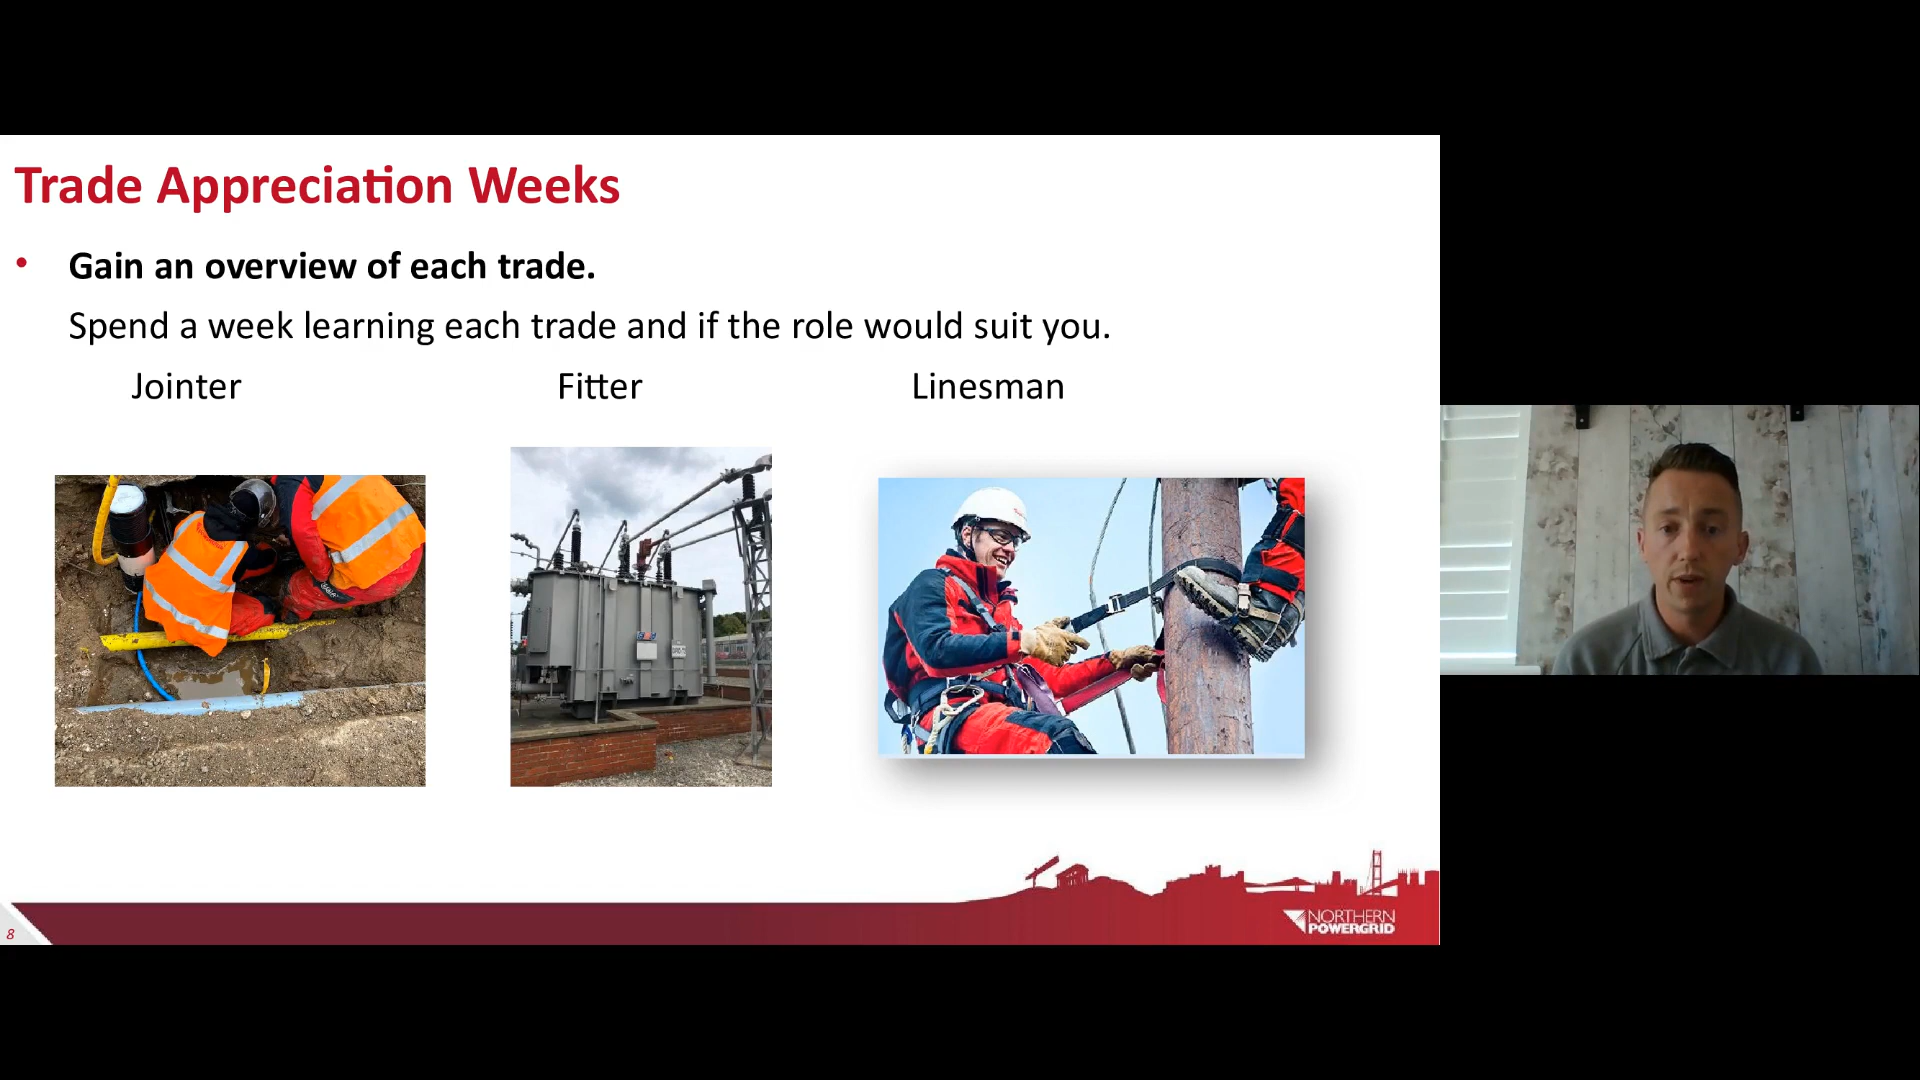 Trade Appreciation Weeks
• Gain an overview of each trade.
Spend a week learning each trade and if the role would suit you.
Jointer Fitter Linesman
8
NORTHERN
POWERGRID